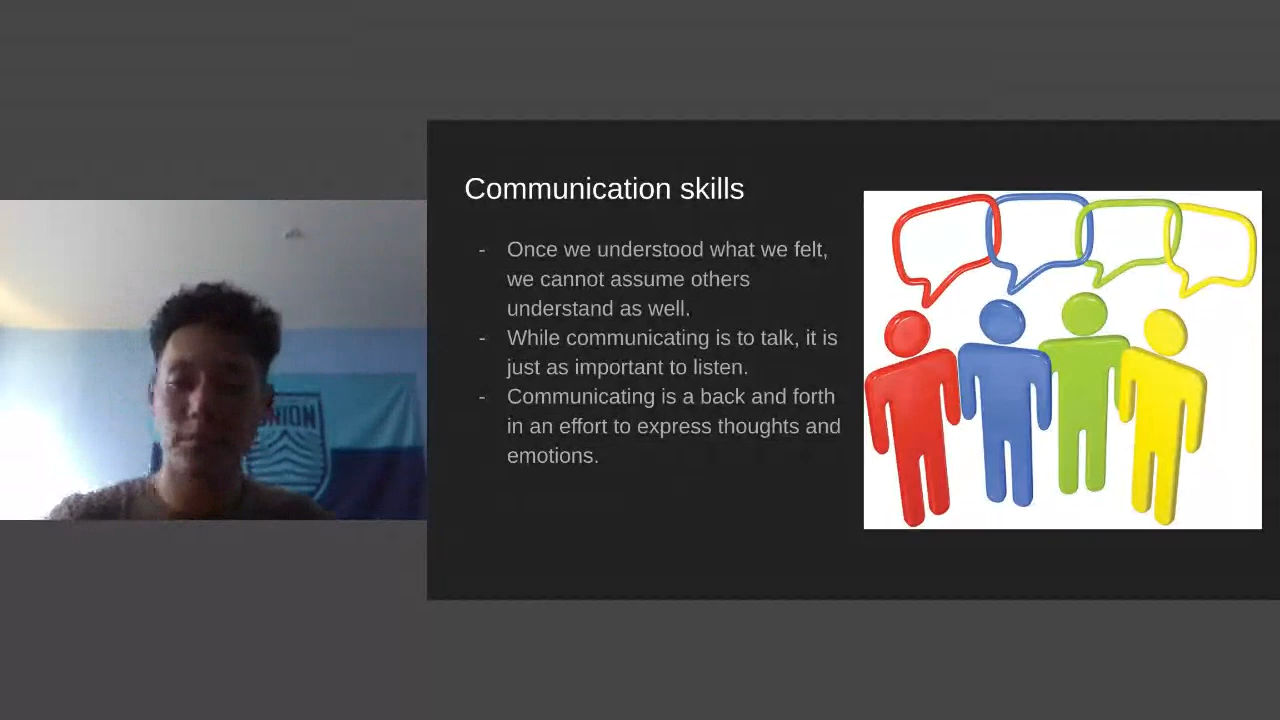 Communication skills
- Once we understood what we felt,
we cannot assume others
understand as well.
- While communicating is to talk, it is
just as important to listen.
- Communicating is a back and forth
in an effort to express thoughts and
emotions.